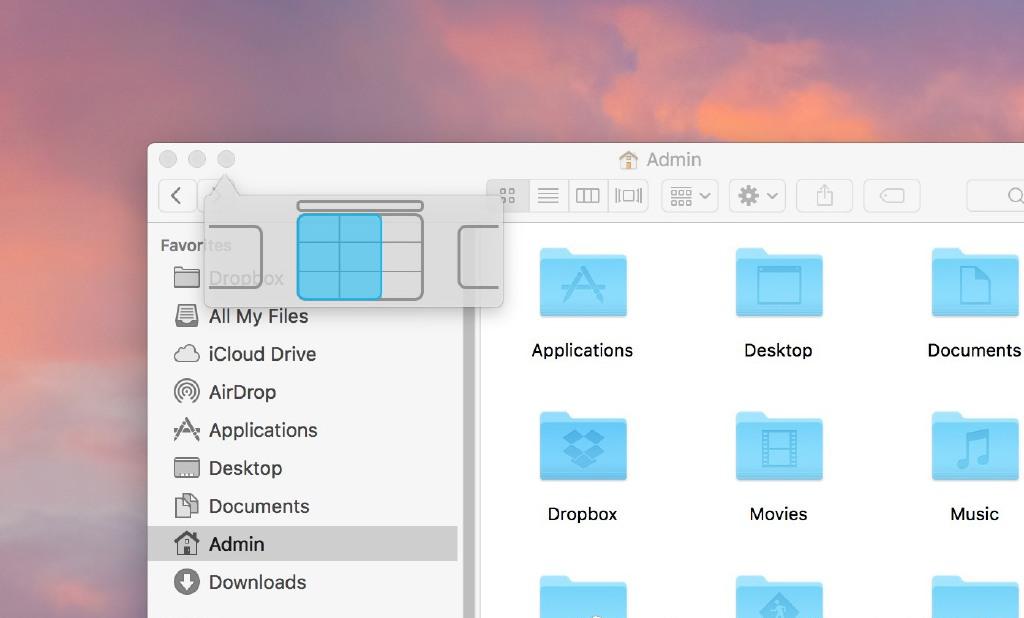 Admin
Favorites
Dropbox
All My Files
iCloud Drive
AirDrop
Applications
Desktop
Documents
Admin
Downloads
Applications
Desktop
Documents
Dropbox
Movies
Music